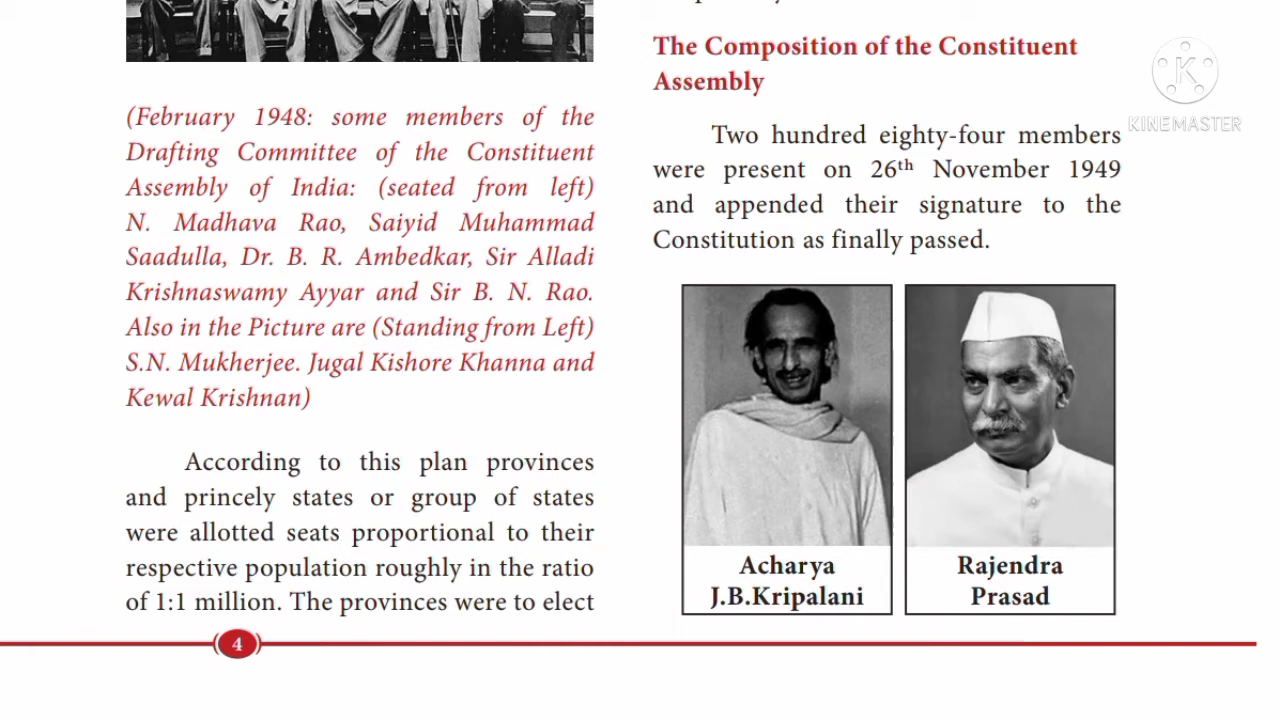 (February 1948: some members of the
Drafting Committee of the Constituent
Assembly of India: (seated from left)
N. Madhava Rao, Saiyid Muhammad
Saadulla, Dr. B. R. Ambedkar, Sir Alladi
Krishnaswamy Ayyar and Sir B. N. Rao.
Also in the Picture are (Standing from Left)
S.N. Mukherjee. Jugal Kishore Khanna and
Kewal Krishnan)
According to this plan provinces
and princely states or group of states
were allotted seats proportional to their
respective population roughly in the ratio
of 1:1 million. The provinces were to elect
The Composition of the Constituent
Assembly
Two hundred eighty-four members
were present on 26th November 1949
and appended their signature to the
Constitution as finally passed.
Acharya
J.B.Kripalani
Rajendra
Prasad
4
K
KINEMASTER